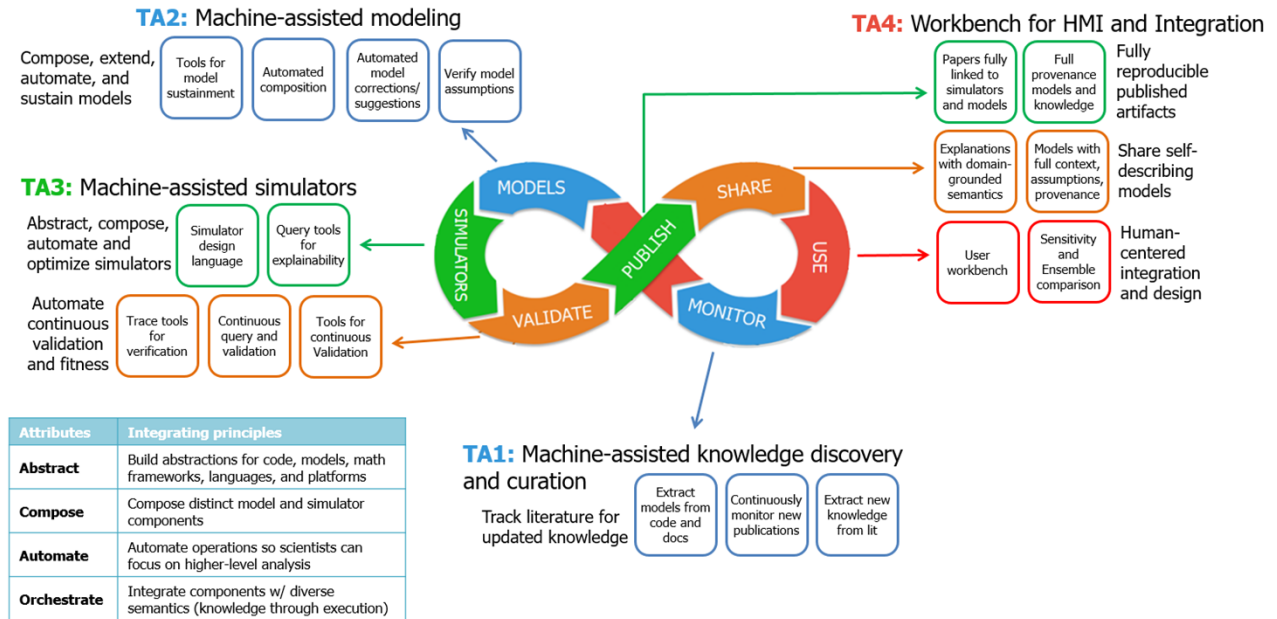 TA2: Machine-assisted modeling
Compose, extend,
automate, and
sustain models
Tools for
model
sustainment
Automated
composition
Automated
model
corrections/
suggestions
Verify model
assumptions
TA4: Workbench for HMI and Integration
Papers fully
linked to
simulators
and models
Full
provenance
models and
knowledge
Fully
reproducible
published
artifacts
Explanations
with domain-
grounded
semantics
Models with
full context,
assumptions,
provenance
Share self-
describing
models
User
workbench
Sensitivity
and
Ensemble
comparison
Human-
centered
integration
and design
TA3: Machine-assisted simulators
Abstract, compose,
automate and
optimize simulators
Simulator
design
language
Query tools
for
explainability
Automate
continuous
validation
and fitness
Trace tools
for
verification
Continuous
query and
validation
Tools for
continuous
Validation
MODELS
SIMULATORS
VALIDATE
PUBLISH
SHARE
USE
MONITOR
TA1: Machine-assisted knowledge discovery
and curation
Track literature for
updated knowledge
Extract
models from
code and
docs
Continuously
monitor new
publications
Extract new
knowledge
from lit
Attributes Integrating principles
Abstract Build abstractions for code, models, math
frameworks, languages, and platforms
Compose Compose distinct model and simulator
components
Automate Automate operations so scientists can
focus on higher-level analysis
Orchestrate Integrate components w/ diverse
semantics (knowledge through execution)